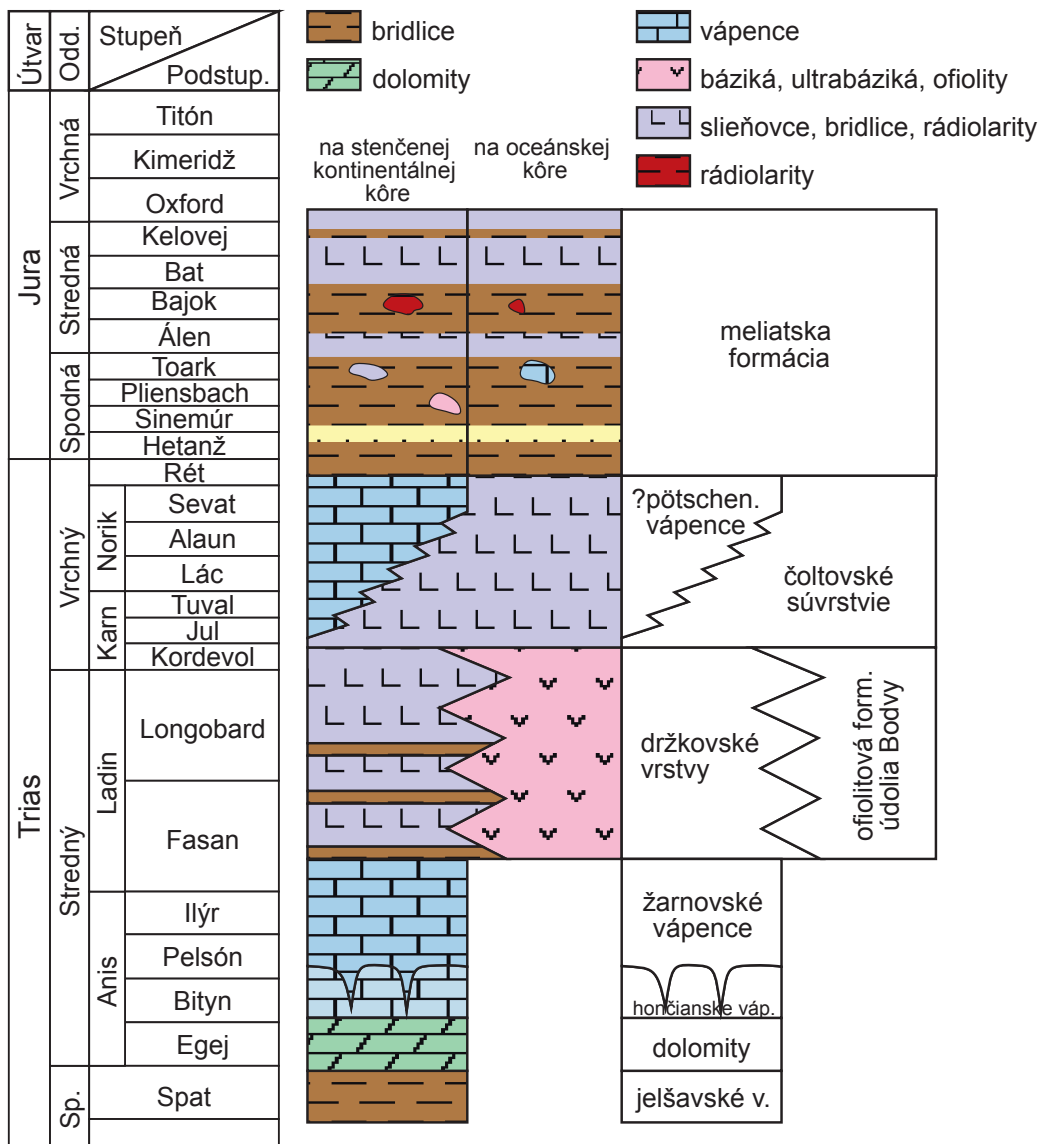 Útvar
Odd.
Stupeň
Podstup.
bridlice
dolomity
vápence
báziká, ultrabáziká, ofiolity
slieňovce, bridlice, rádiolarity
rádiolarity
na stenčenej
kontinentálnej
kôre
na oceánskej
kôre
Jura
Vrchná
Titón
Kimeridž
Oxford
Stredná
Kelovej
Bat
Bajok
Álen
Spodná
Toark
Pliensbach
Sinemúr
Hetanž
meliatska
formácia
Trias
Vrchný
Rét
Norik
Sevat
Alaun
Lác
Karn
Tuval
Jul
Kordevol
?pötschen.
vápence
čoltovské
súvrstvie
Stredný
Ladin
Longobard
Fasan
držkovské
vrstvy
ofiolitová form.
údolia Bodvy
Anis
Ilýr
Pelsón
Bityn
Egej
žarnovské
vápence
hončianske váp.
dolomity
Sp.
Spat
jelšavské v.